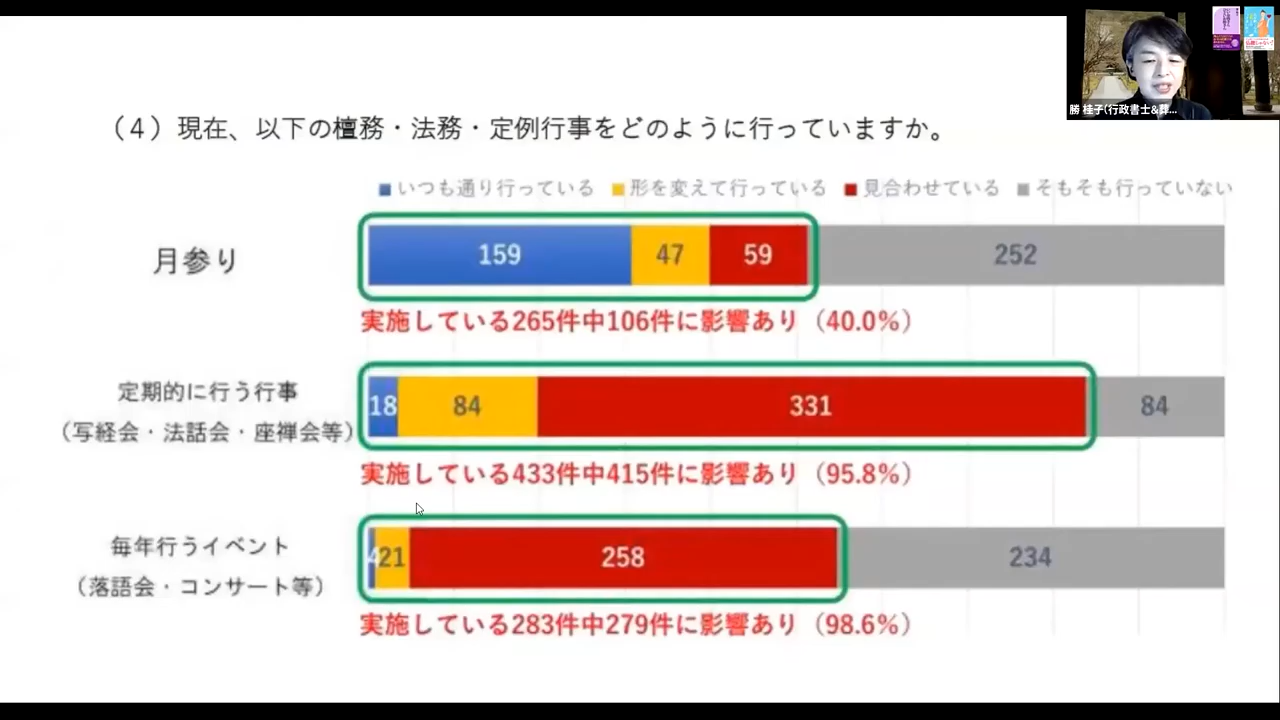 勝 桂子(行政書士&葬...
（4）現在、以下の檀務・法務・定例行事をどのように行っていますか。
いつも通り行っている 形を変えて行っている 見合わせている そもそも行っていない
月参り
159 47 59 252
実施している265件中106件に影響あり（40.0%）
定期的に行う行事
（写経会・法話会・座禅会等）
18 84 331 84
実施している433件中415件に影響あり（95.8%）
毎年行うイベント
（落語会・コンサート等）
4 21 258 234
実施している283件中279件に影響あり（98.6%）